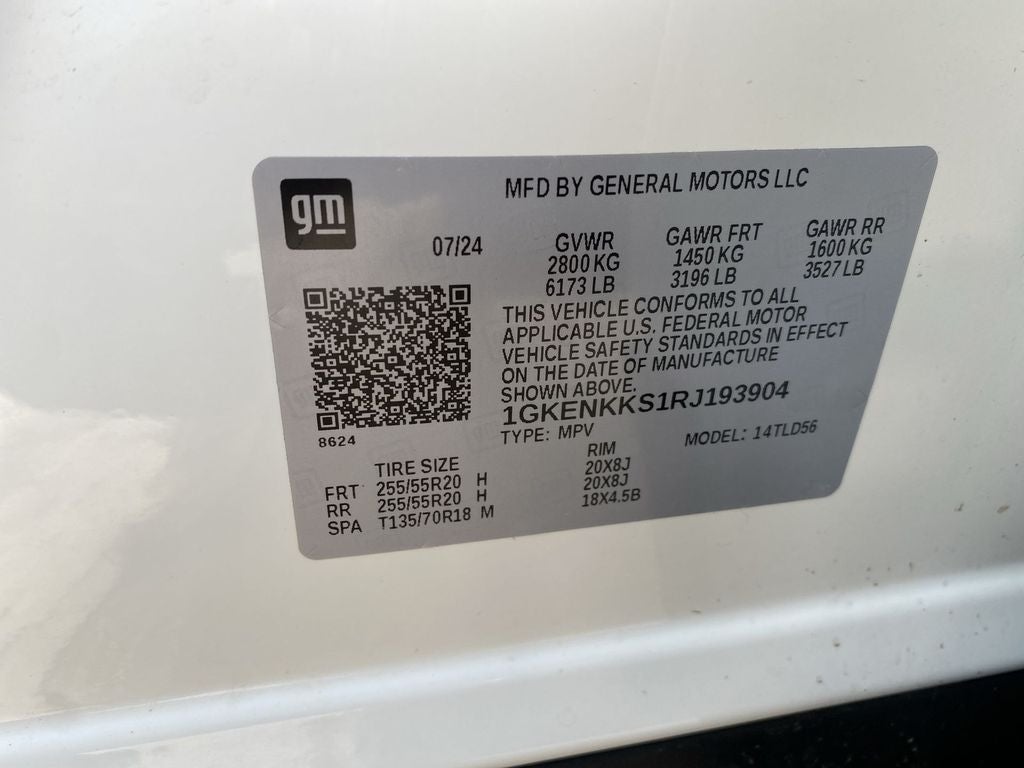 gm
MFD BY GENERAL MOTORS LLC
07/24
GVWR GAWR FRT GAWR RR
2800 KG 1450 KG 1600 KG
6173 LB 3196 LB 3527 LB
THIS VEHICLE CONFORMS TO ALL
APPLICABLE U.S. FEDERAL MOTOR
VEHICLE SAFETY STANDARDS IN EFFECT
ON THE DATE OF MANUFACTURE
SHOWN ABOVE.
1GKENKKS1RJ193904
8624
TYPE: MPV MODEL: 14TLD56
TIRE SIZE RIM
FRT 255/55R20 H 20X8J
RR 255/55R20 H 20X8J
SPA T135/70R18 M 18X4.5B